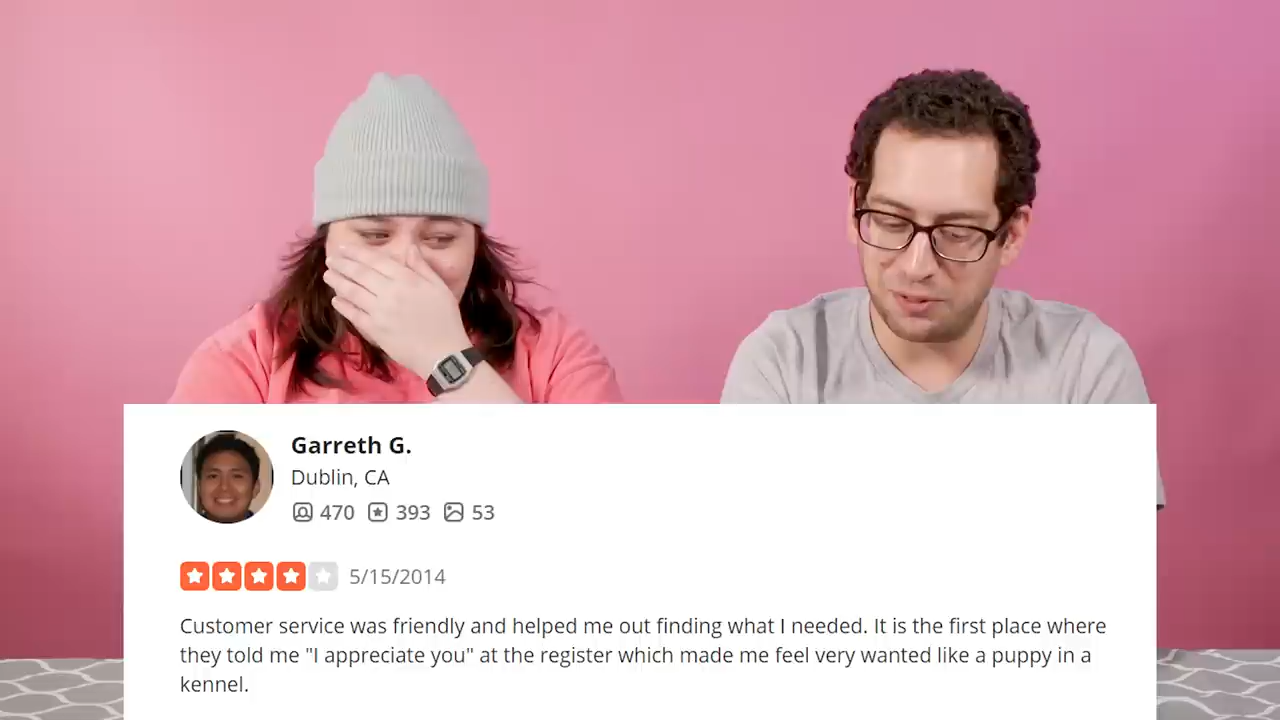 Garreth G.
Dublin, CA
470 393 53
5/15/2014
Customer service was friendly and helped me out finding what I needed. It is the first place where
they told me "I appreciate you" at the register which made me feel very wanted like a puppy in a
kennel.